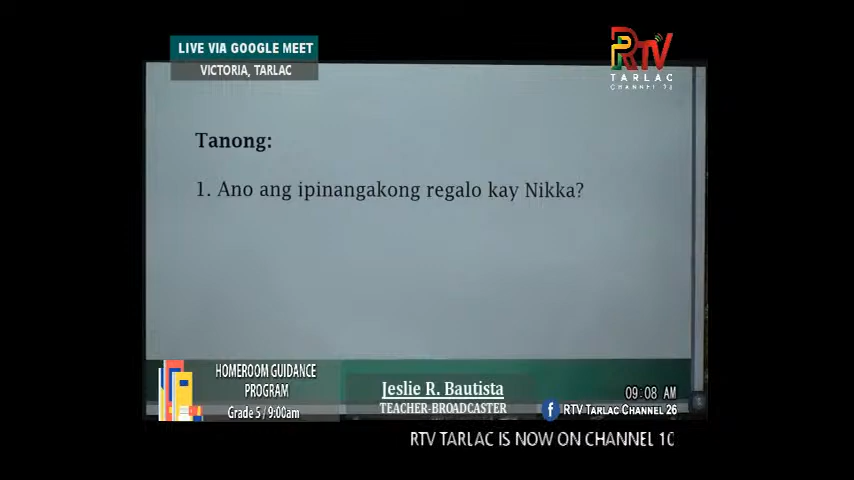 LIVE VIA GOOGLE MEET
VICTORIA, TARLAC
RTV
TARLAC
Tanong:
1. Ano ang ipinangakong regalo kay Nikka?
HOMEROOM GUIDANCE
PROGRAM
Grade 5 / 9:00am
Jeslie R. Bautista
TEACHER-BROADCASTER
09:08 AM
f RTV TARLAC CHANNEL 26
RTV TARLAC IS NOW ON CHANNEL